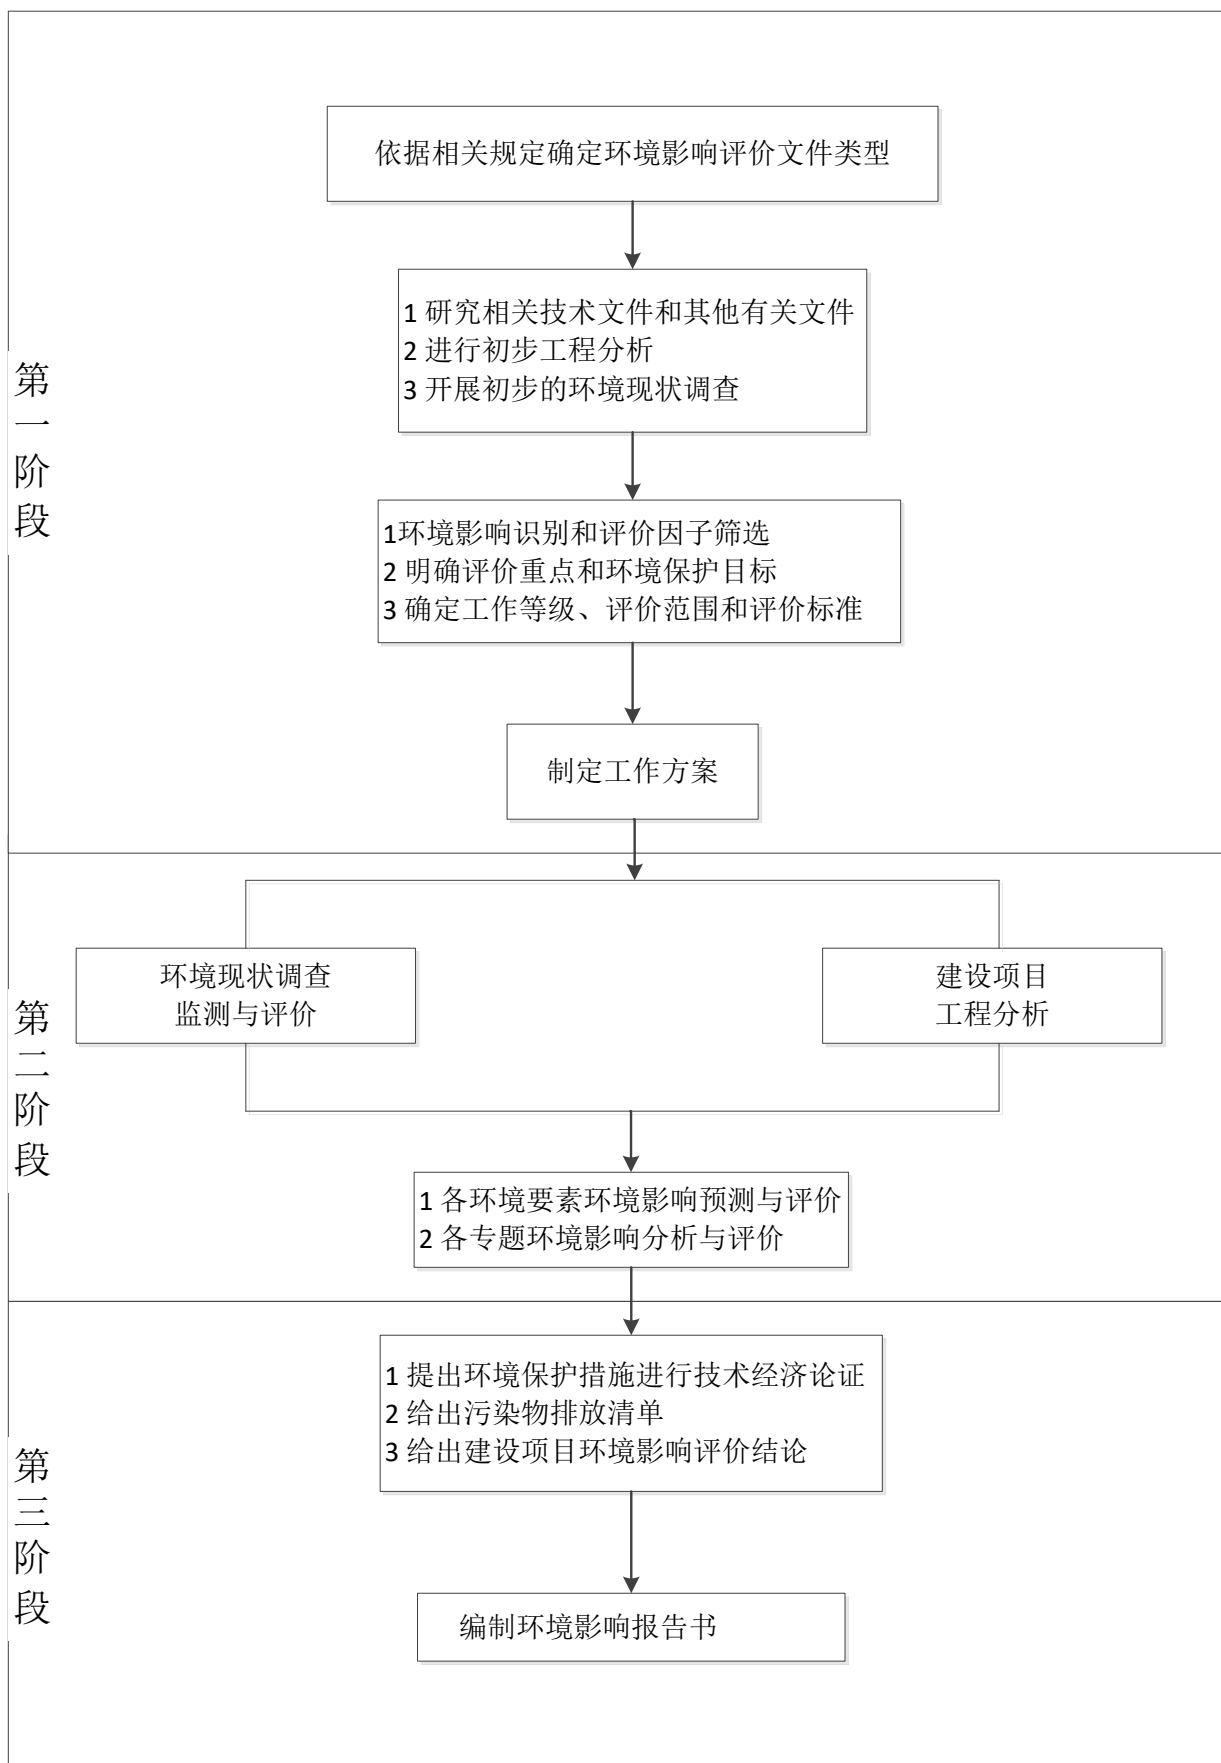 第一阶段
依据相关规定确定环境影响评价文件类型
1 研究相关技术文件和其他有关文件
2 进行初步工程分析
3 开展初步的环境现状调查
1环境影响识别和评价因子筛选
2 明确评价重点和环境保护目标
3 确定工作等级、评价范围和评价标准
制定工作方案
第二阶段
环境现状调查
监测与评价
建设项目
工程分析
1 各环境要素环境影响预测与评价
2 各专题环境影响分析与评价
第三阶段
1 提出环境保护措施进行技术经济论证
2 给出污染物排放清单
3 给出建设项目环境影响评价结论
编制环境影响报告书